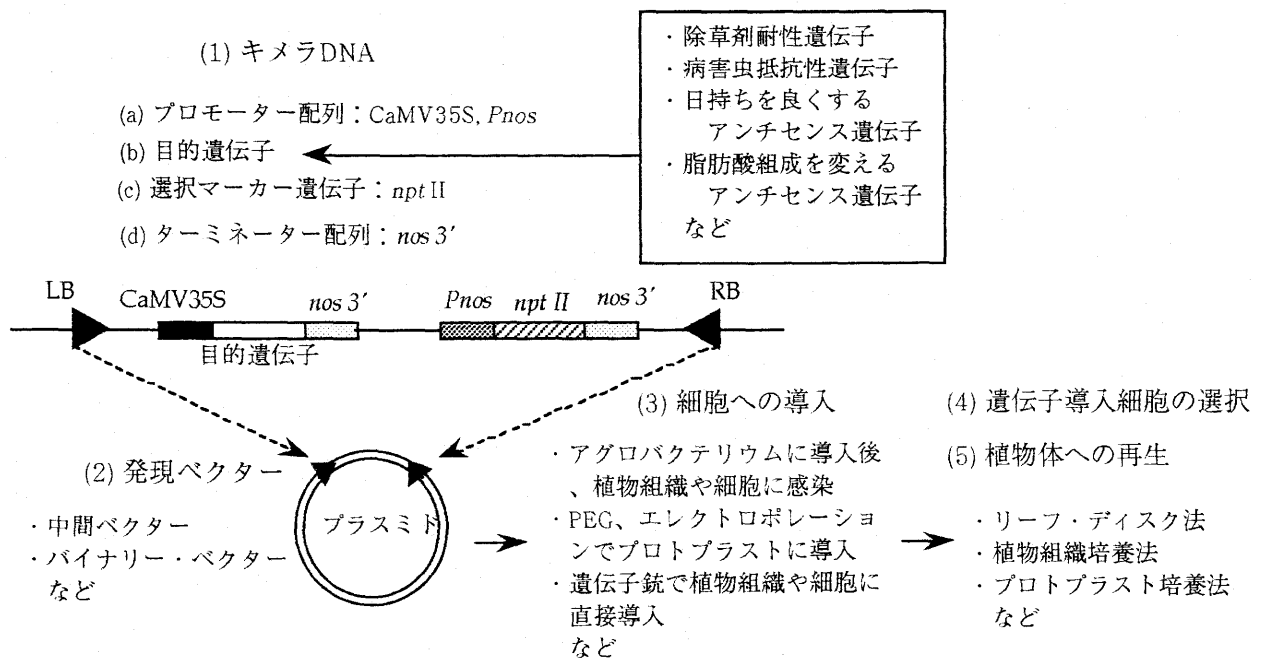 (1) キメラDNA
(a) プロモーター配列：CaMV35S, Pnos
(b) 目的遺伝子
(c) 選択マーカー遺伝子：npt II
(d) ターミネーター配列：nos 3′
・除草剤耐性遺伝子
・病害虫抵抗性遺伝子
・日持ちを良くする
アンチセンス遺伝子
・脂肪酸組成を変える
アンチセンス遺伝子
など
LB
CaMV35S
nos 3′
Pnos
npt II
nos 3′
RB
目的遺伝子
(2) 発現ベクター
・中間ベクター
・バイナリー・ベクター
など
プラスミド
(3) 細胞への導入
・アグロバクテリウムに導入後
、植物組織や細胞に感染
・PEG、エレクトロポレーショ
ンでプロトプラストに導入
・遺伝子銃で植物組織や細胞に
直接導入
など
(4) 遺伝子導入細胞の選択
(5) 植物体への再生
・リーフ・ディスク法
・植物組織培養法
・プロトプラスト培養法
など